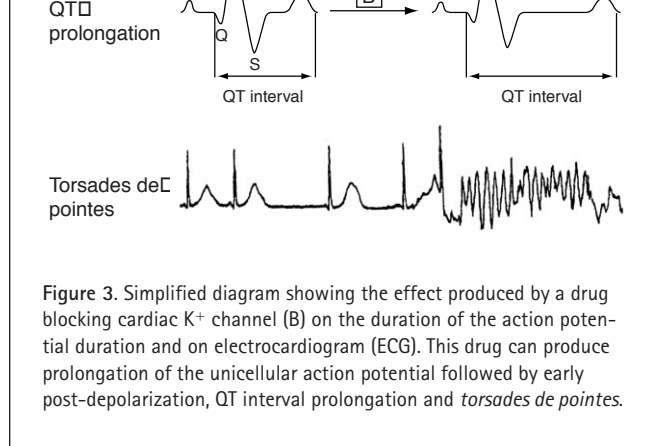 QT□
prolongation
B
Q
S
QT interval
QT interval
Torsades de□
pointes
Figure 3. Simplified diagram showing the effect produced by a drug
blocking cardiac K⁺ channel (B) on the duration of the action poten-
tial duration and on electrocardiogram (ECG). This drug can produce
prolongation of the unicellular action potential followed by early
post-depolarization, QT interval prolongation and torsades de pointes.